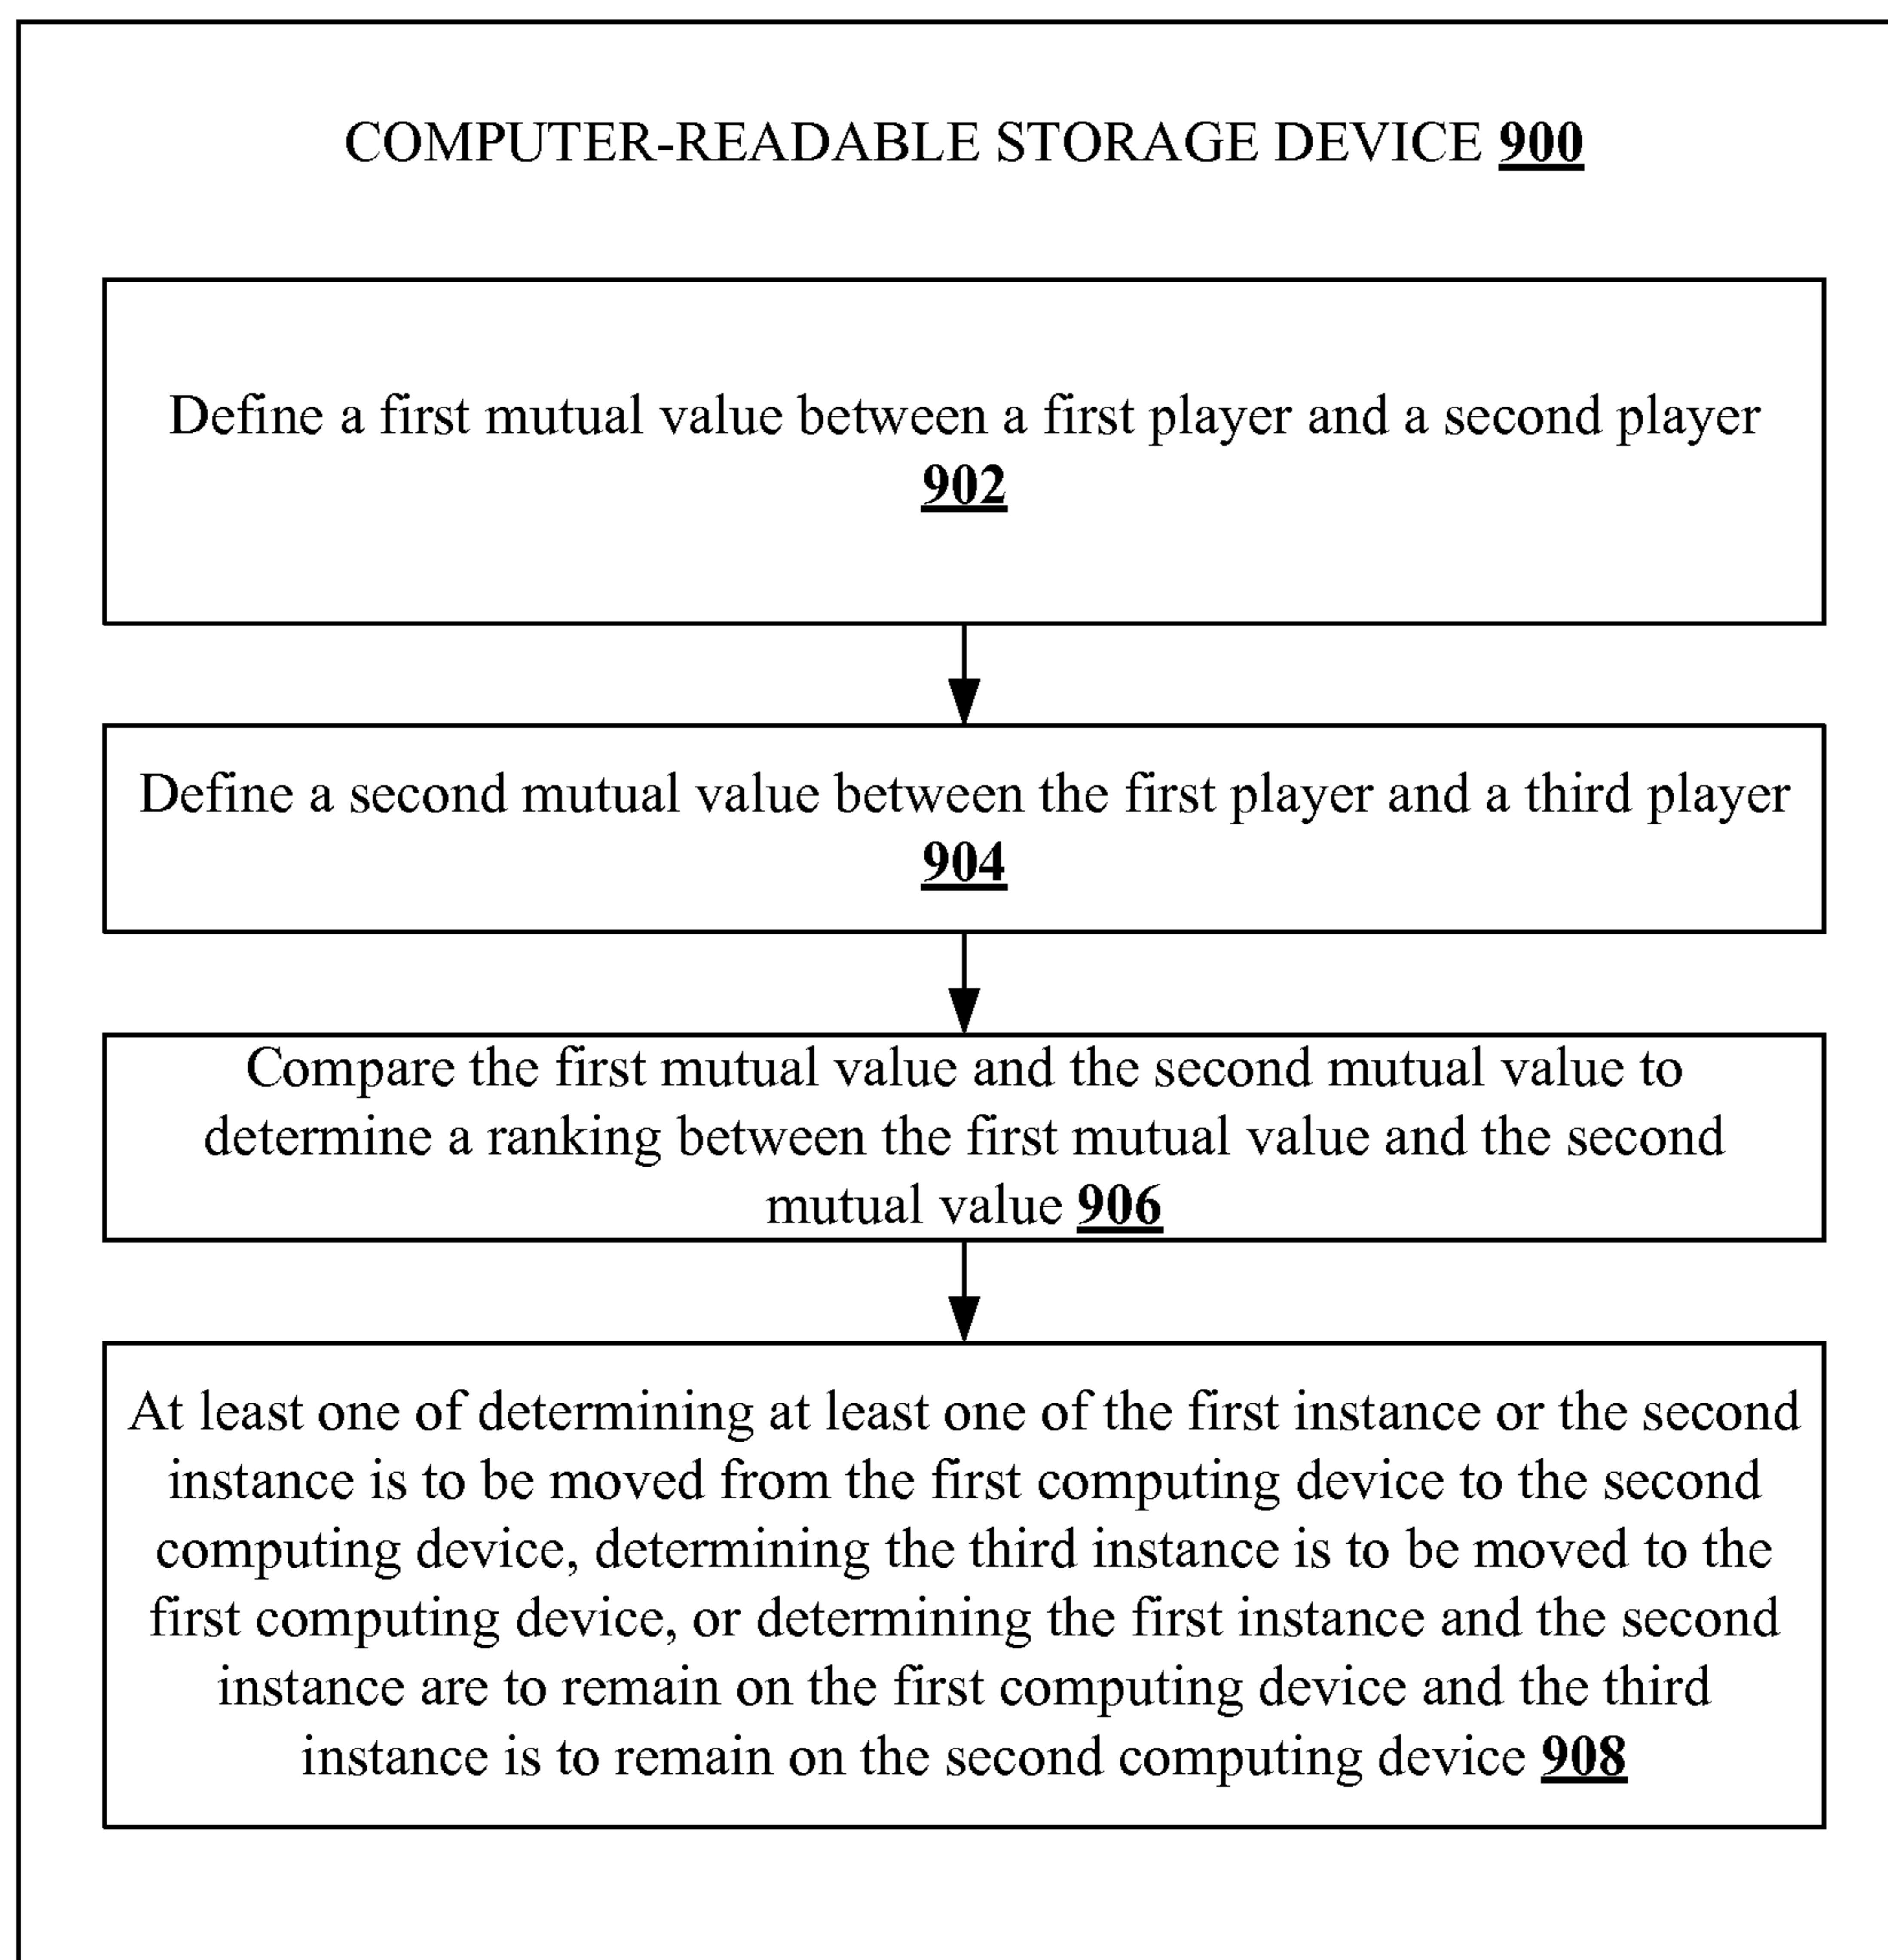 COMPUTER-READABLE STORAGE DEVICE 900
Define a first mutual value between a first player and a second player
902
Define a second mutual value between the first player and a third player
904
Compare the first mutual value and the second mutual value to
determine a ranking between the first mutual value and the second
mutual value 906
At least one of determining at least one of the first instance or the second
instance is to be moved from the first computing device to the second
computing device, determining the third instance is to be moved to the
first computing device, or determining the first instance and the second
instance are to remain on the first computing device and the third
instance is to remain on the second computing device 908